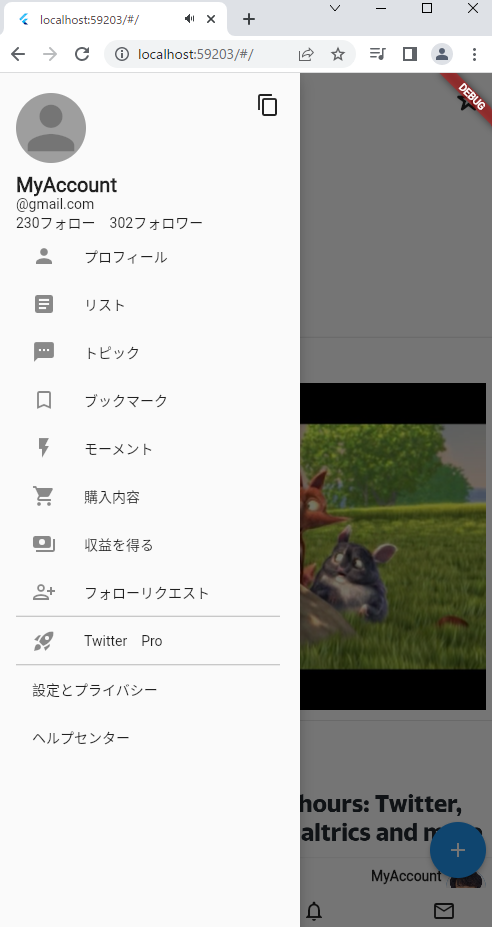 localhost:59203/#/
localhost:59203/#/
DEBUG
MyAccount
@gmail.com
230フォロー　302フォロワー
プロフィール
リスト
トピック
ブックマーク
モーメント
購入内容
収益を得る
フォローリクエスト
Twitter　Pro
設定とプライバシー
ヘルプセンター
hours: Twitter,
altrics and
MyAccount